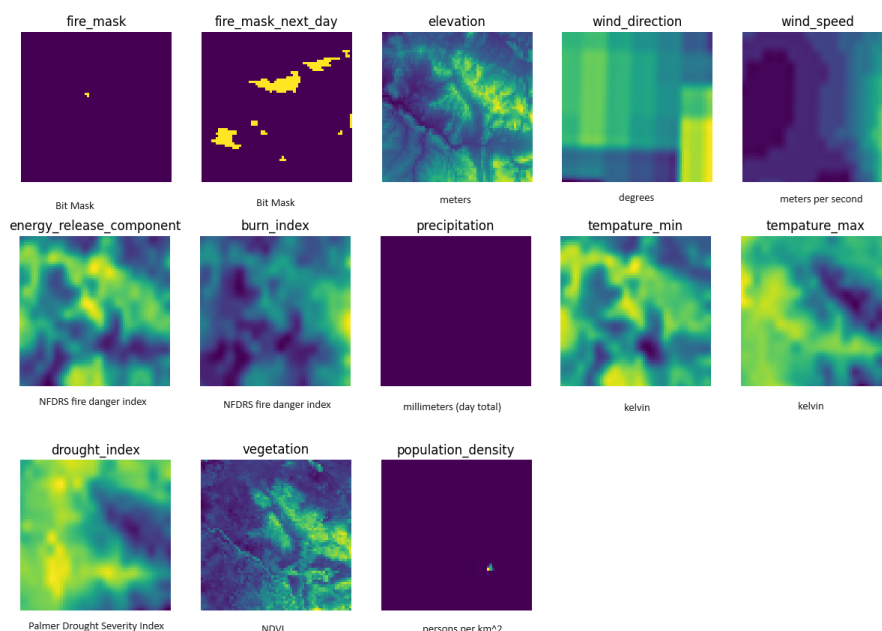 fire_mask fire_mask_next_day elevation wind_direction wind_speed
Bit Mask Bit Mask meters degrees meters per second
energy_release_component burn_index precipitation tempature_min tempature_max
NFDRS fire danger index NFDRS fire danger index millimeters (day total) kelvin kelvin
drought_index vegetation population_density
Palmer Drought Severity Index NDVI persons per km^2